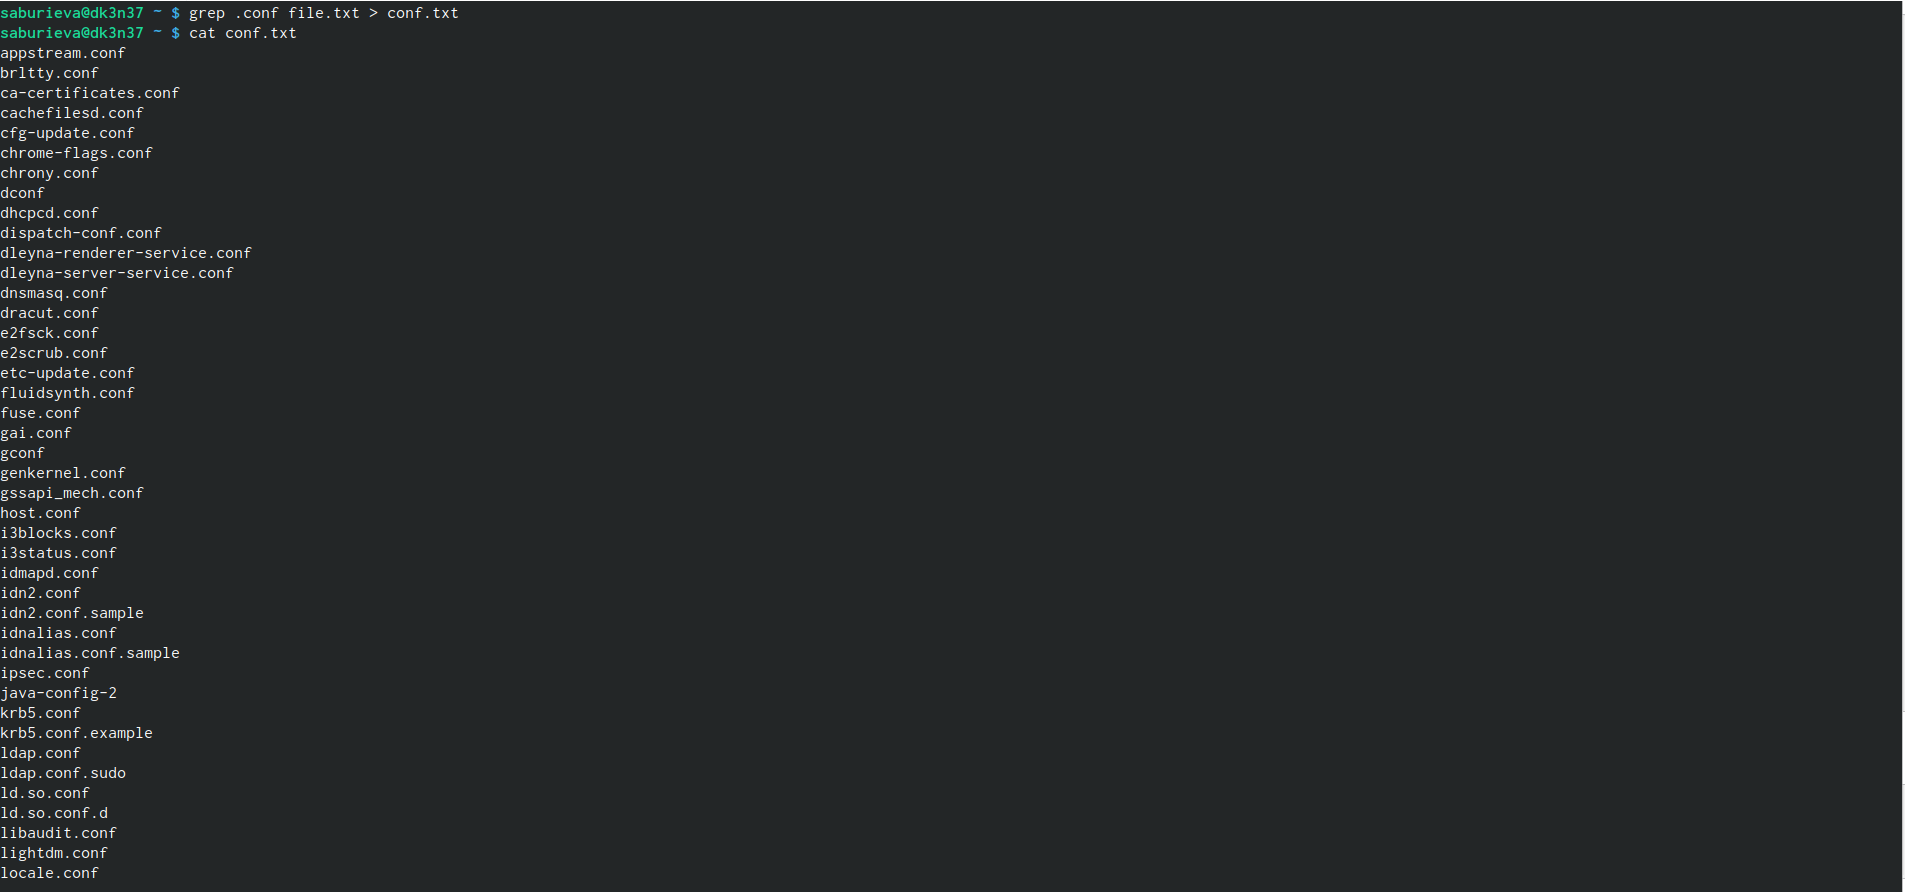 saburieva@dk3n37 ~ $ grep .conf file.txt > conf.txt
saburieva@dk3n37 ~ $ cat conf.txt
appstream.conf
brltty.conf
ca-certificates.conf
cachefilesd.conf
cfg-update.conf
chrome-flags.conf
chrony.conf
dconf
dhcpcd.conf
dispatch-conf.conf
dleyna-renderer-service.conf
dleyna-server-service.conf
dnsmasq.conf
dracut.conf
e2fsck.conf
e2scrub.conf
etc-update.conf
fluidsynth.conf
fuse.conf
gai.conf
gconf
genkernel.conf
gssapi_mech.conf
host.conf
i3blocks.conf
i3status.conf
idmapd.conf
idn2.conf
idn2.conf.sample
idnalias.conf
idnalias.conf.sample
ipsec.conf
java-config-2
krb5.conf
krb5.conf.example
ldap.conf
ldap.conf.sudo
ld.so.conf
ld.so.conf.d
libaudit.conf
lightdm.conf
locale.conf